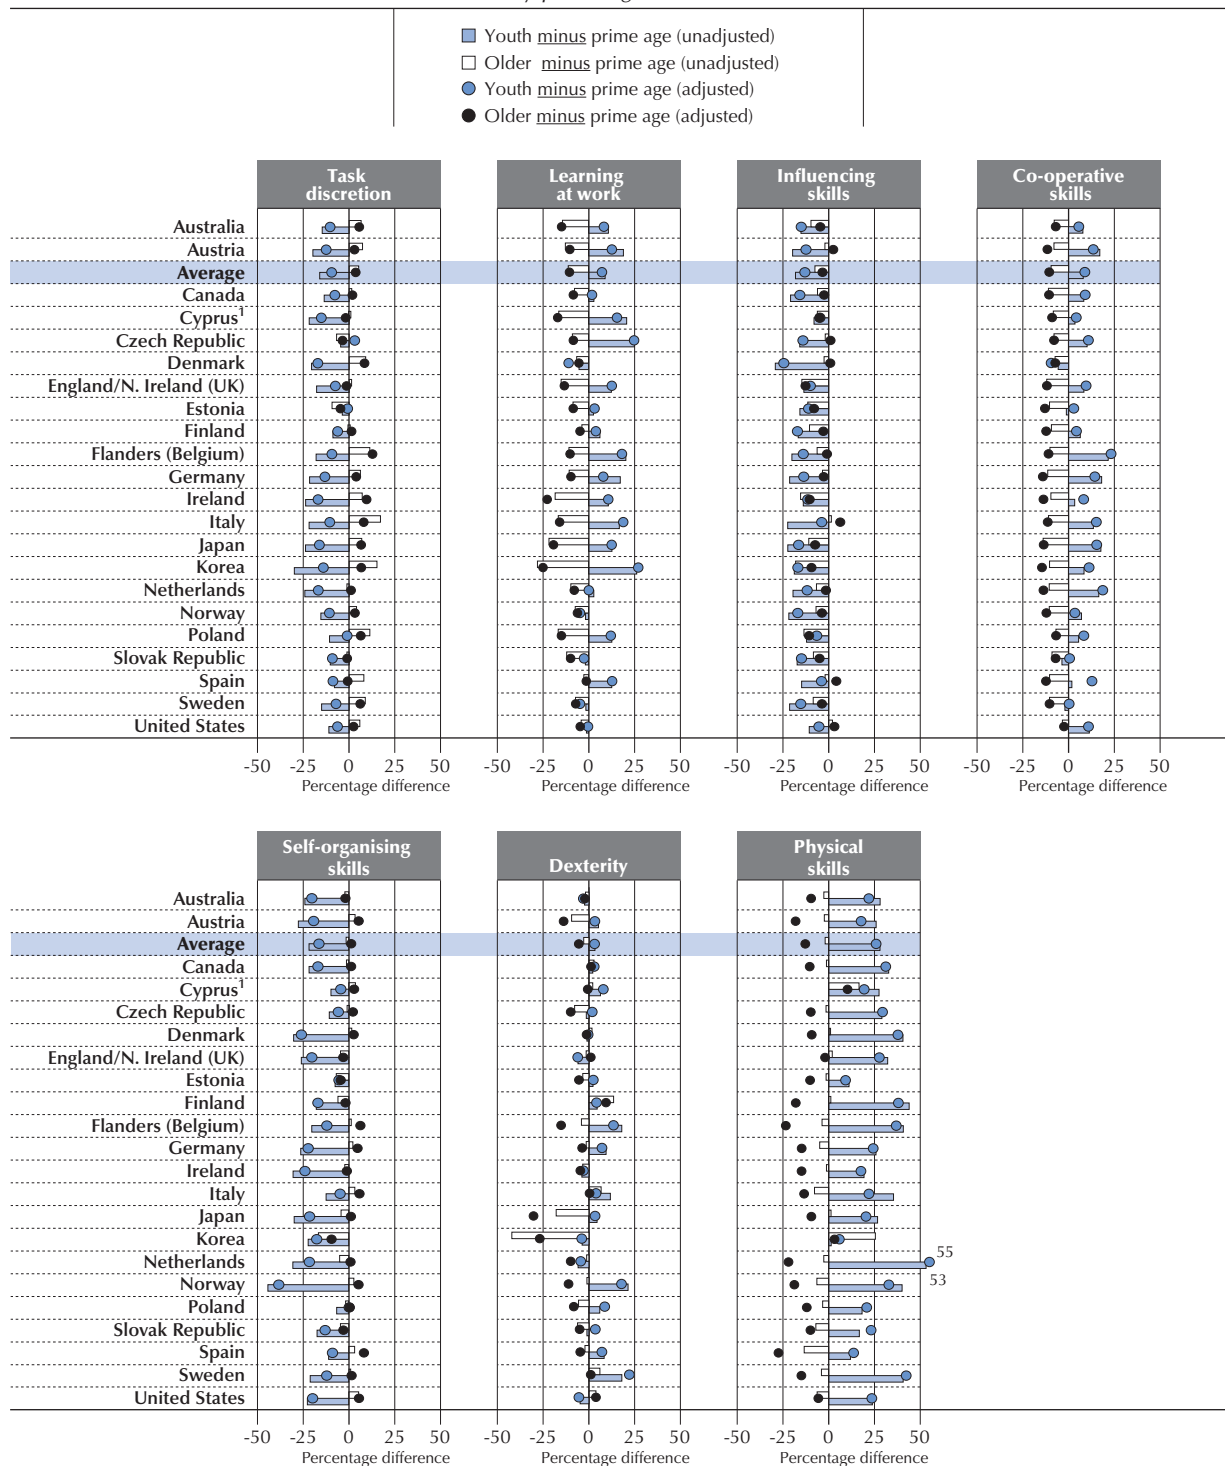 Youth minus prime age (unadjusted)
Older minus prime age (unadjusted)
Youth minus prime age (adjusted)
Older minus prime age (adjusted)
Task discretion
Learning at work
Influencing skills
Co-operative skills
Australia
Austria
Average
Canada
Cyprus1
Czech Republic
Denmark
England/N. Ireland (UK)
Estonia
Finland
Flanders (Belgium)
Germany
Ireland
Italy
Japan
Korea
Netherlands
Norway
Poland
Slovak Republic
Spain
Sweden
United States
-50 -25 0 25 50 -50 -25 0 25 50 -50 -25 0 25 50 -50 -25 0 25 50
Percentage difference Percentage difference Percentage difference Percentage difference
Self-organising skills
Dexterity
Physical skills
Australia
Austria
Average
Canada
Cyprus1
Czech Republic
Denmark
England/N. Ireland (UK)
Estonia
Finland
Flanders (Belgium)
Germany
Ireland
Italy
Japan
Korea
Netherlands 55
Norway 53
Poland
Slovak Republic
Spain
Sweden
United States
-50 -25 0 25 50 -50 -25 0 25 50 -50 -25 0 25 50
Percentage difference Percentage difference Percentage difference